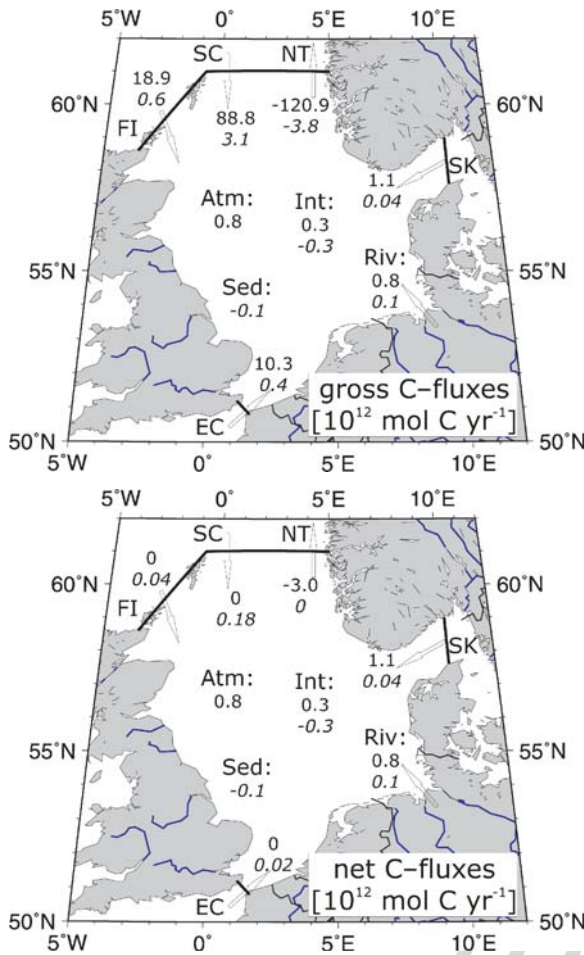 5˚W 0˚ 5˚E 10˚E
SC NT
18.9
0.6
60˚N 60˚N
FI
88.8
3.1
-120.9
-3.8
1.1
0.04
SK
Atm:
0.8
Int:
0.3
-0.3
Riv:
0.8
0.1
55˚N 55˚N
Sed:
-0.1
10.3
0.4
EC
gross C–fluxes
[10¹² mol C yr⁻¹]
50˚N 50˚N
5˚W 0˚ 5˚E 10˚E
5˚W 0˚ 5˚E 10˚E
SC NT
0
0.04
60˚N 60˚N
FI
0
0.18
-3.0
0
1.1
0.04
SK
Atm:
0.8
Int:
0.3
-0.3
Riv:
0.8
0.1
55˚N 55˚N
Sed:
-0.1
0
0.02
EC
net C–fluxes
[10¹² mol C yr⁻¹]
50˚N 50˚N
5˚W 0˚ 5˚E 10˚E